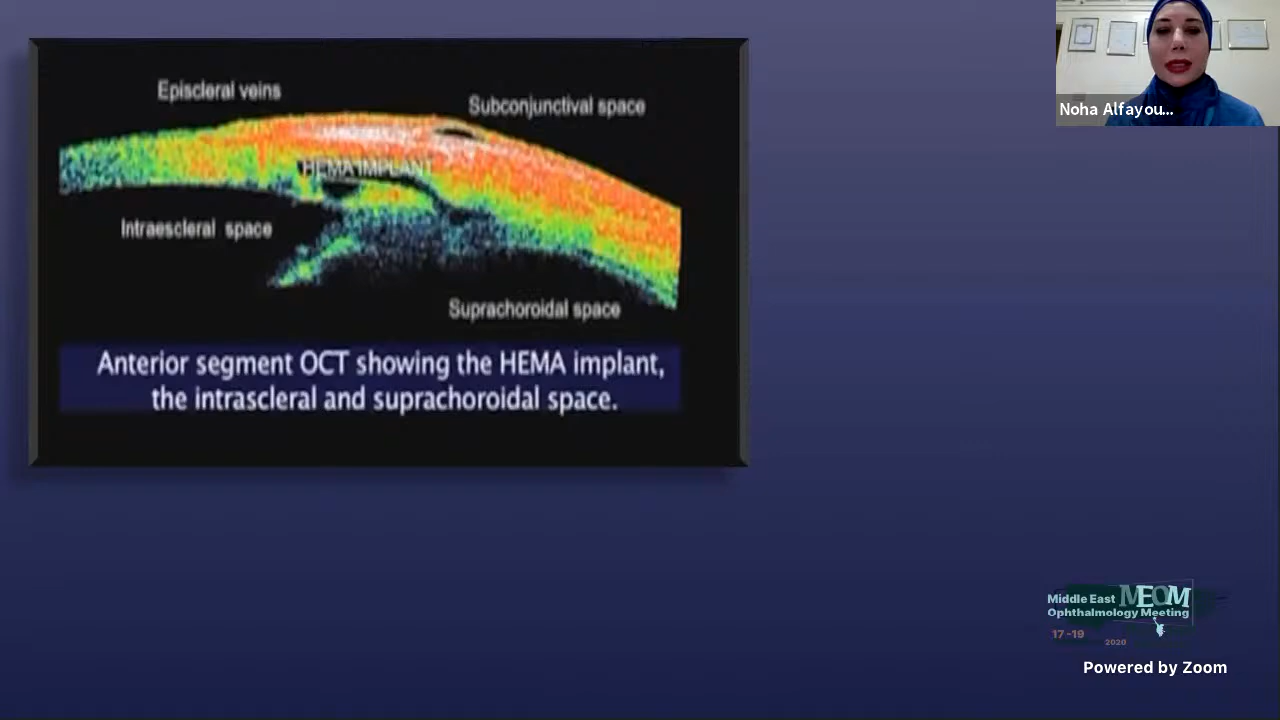 Episcleral veins
Subconjunctival space
HEMA IMPLANT
Intraescleral space
Suprachoroidal space
Anterior segment OCT showing the HEMA implant,
the intrascleral and suprachoroidal space.
Noha Alfayou...
Middle East MEOM
Ophthalmology Meeting
17-19
2020
Powered by Zoom